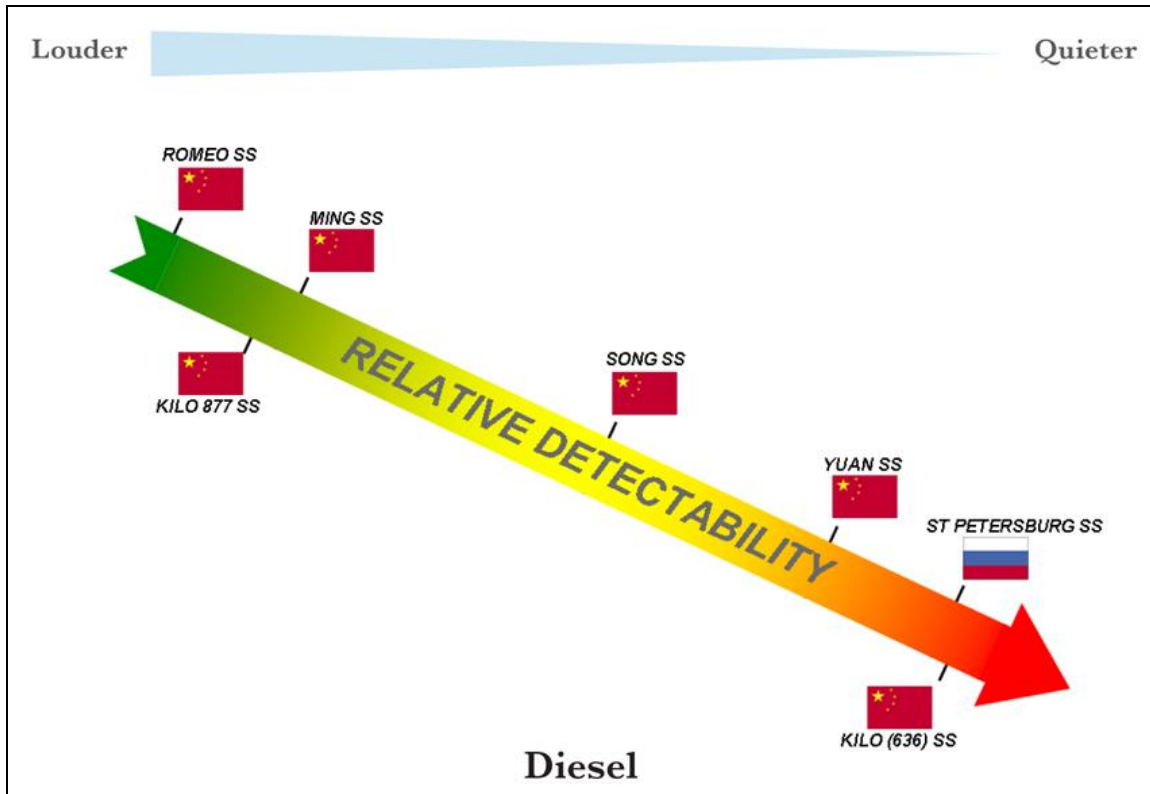 Louder
Quieter
ROMEO SS
MING SS
KILO 877 SS
SONG SS
RELATIVE DETECTABILITY
YUAN SS
ST PETERSBURG SS
KILO (636) SS
Diesel